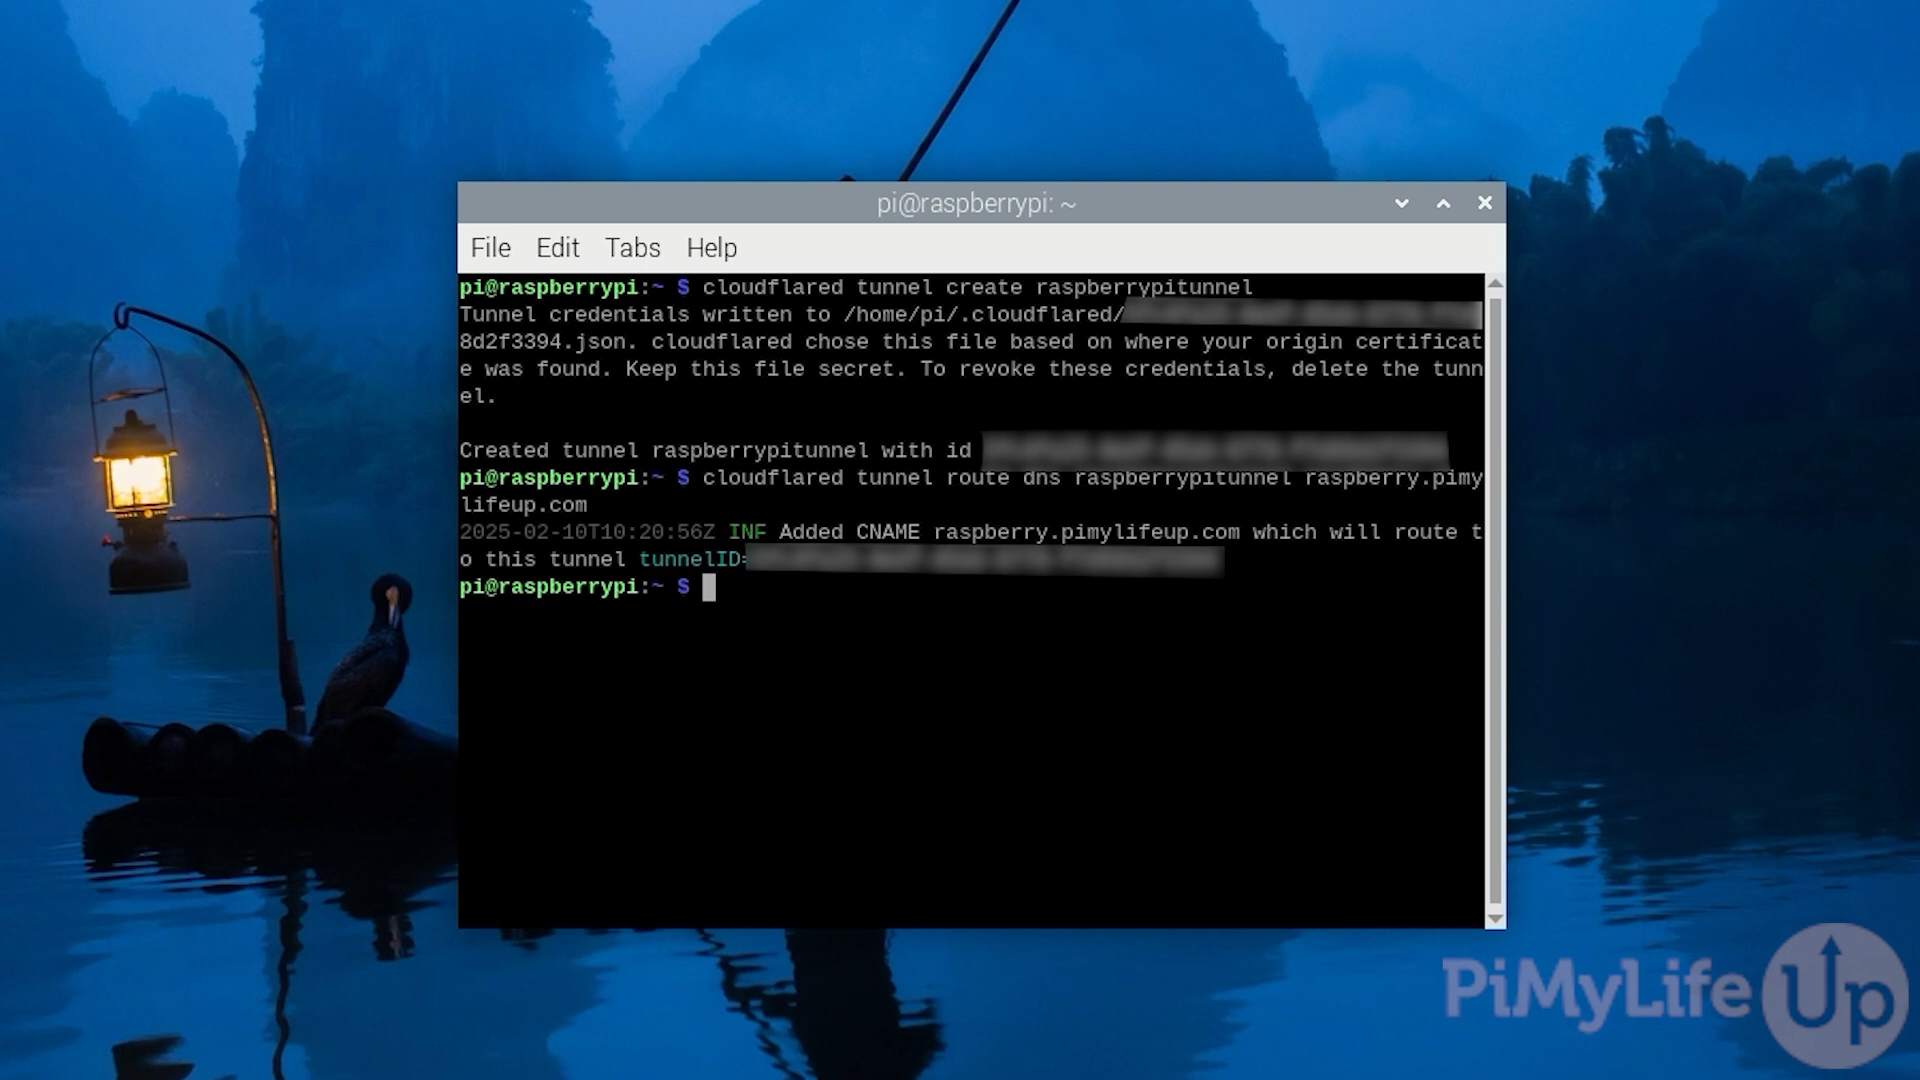 pi@raspberrypi: ~
File Edit Tabs Help
pi@raspberrypi:~ $ cloudflared tunnel create raspberrypitunnel
Tunnel credentials written to /home/pi/.cloudflared/
8d2f3394.json. cloudflared chose this file based on where your origin certificat
e was found. Keep this file secret. To revoke these credentials, delete the tunn
el.
Created tunnel raspberrypitunnel with id
pi@raspberrypi:~ $ cloudflared tunnel route dns raspberrypitunnel raspberry.pimy
lifeup.com
2025-02-10T10:20:56Z INF Added CNAME raspberry.pimylifeup.com which will route t
o this tunnel tunnelID=
pi@raspberrypi:~ $
PiMyLifeUp